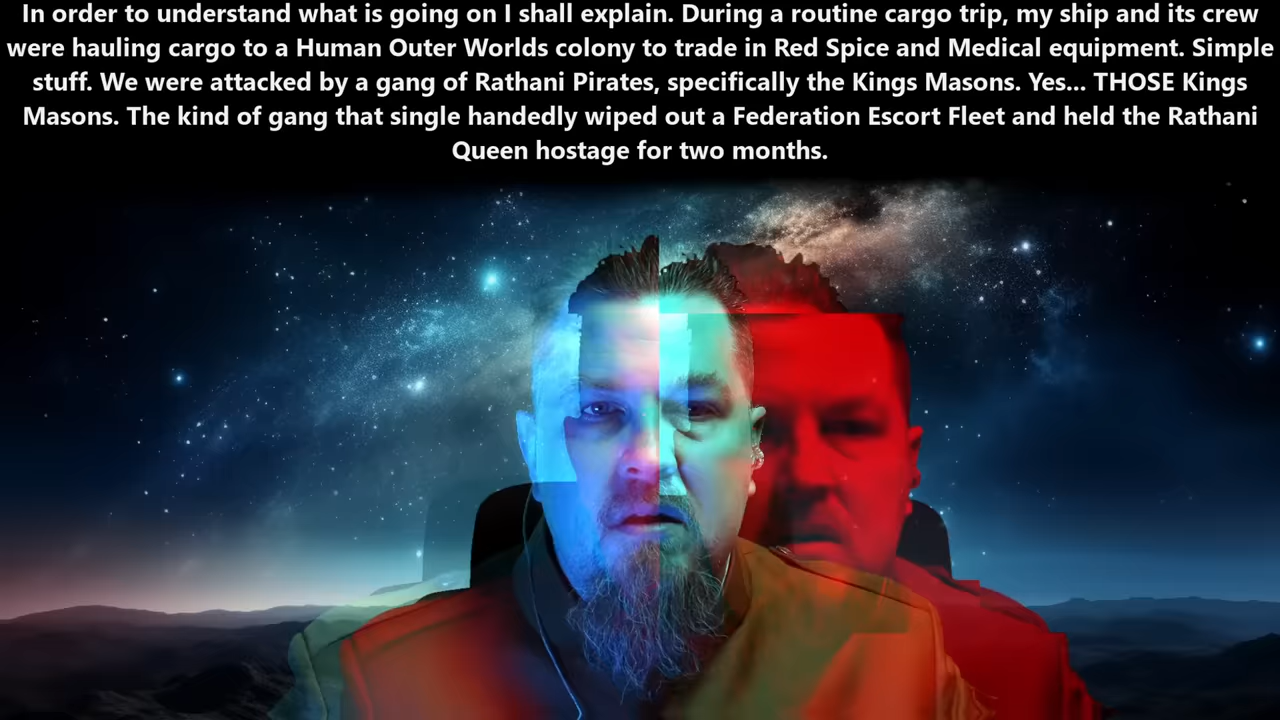 In order to understand what is going on I shall explain. During a routine cargo trip, my ship and its crew
were hauling cargo to a Human Outer Worlds colony to trade in Red Spice and Medical equipment. Simple
stuff. We were attacked by a gang of Rathani Pirates, specifically the Kings Masons. Yes... THOSE Kings
Masons. The kind of gang that single handedly wiped out a Federation Escort Fleet and held the Rathani
Queen hostage for two months.